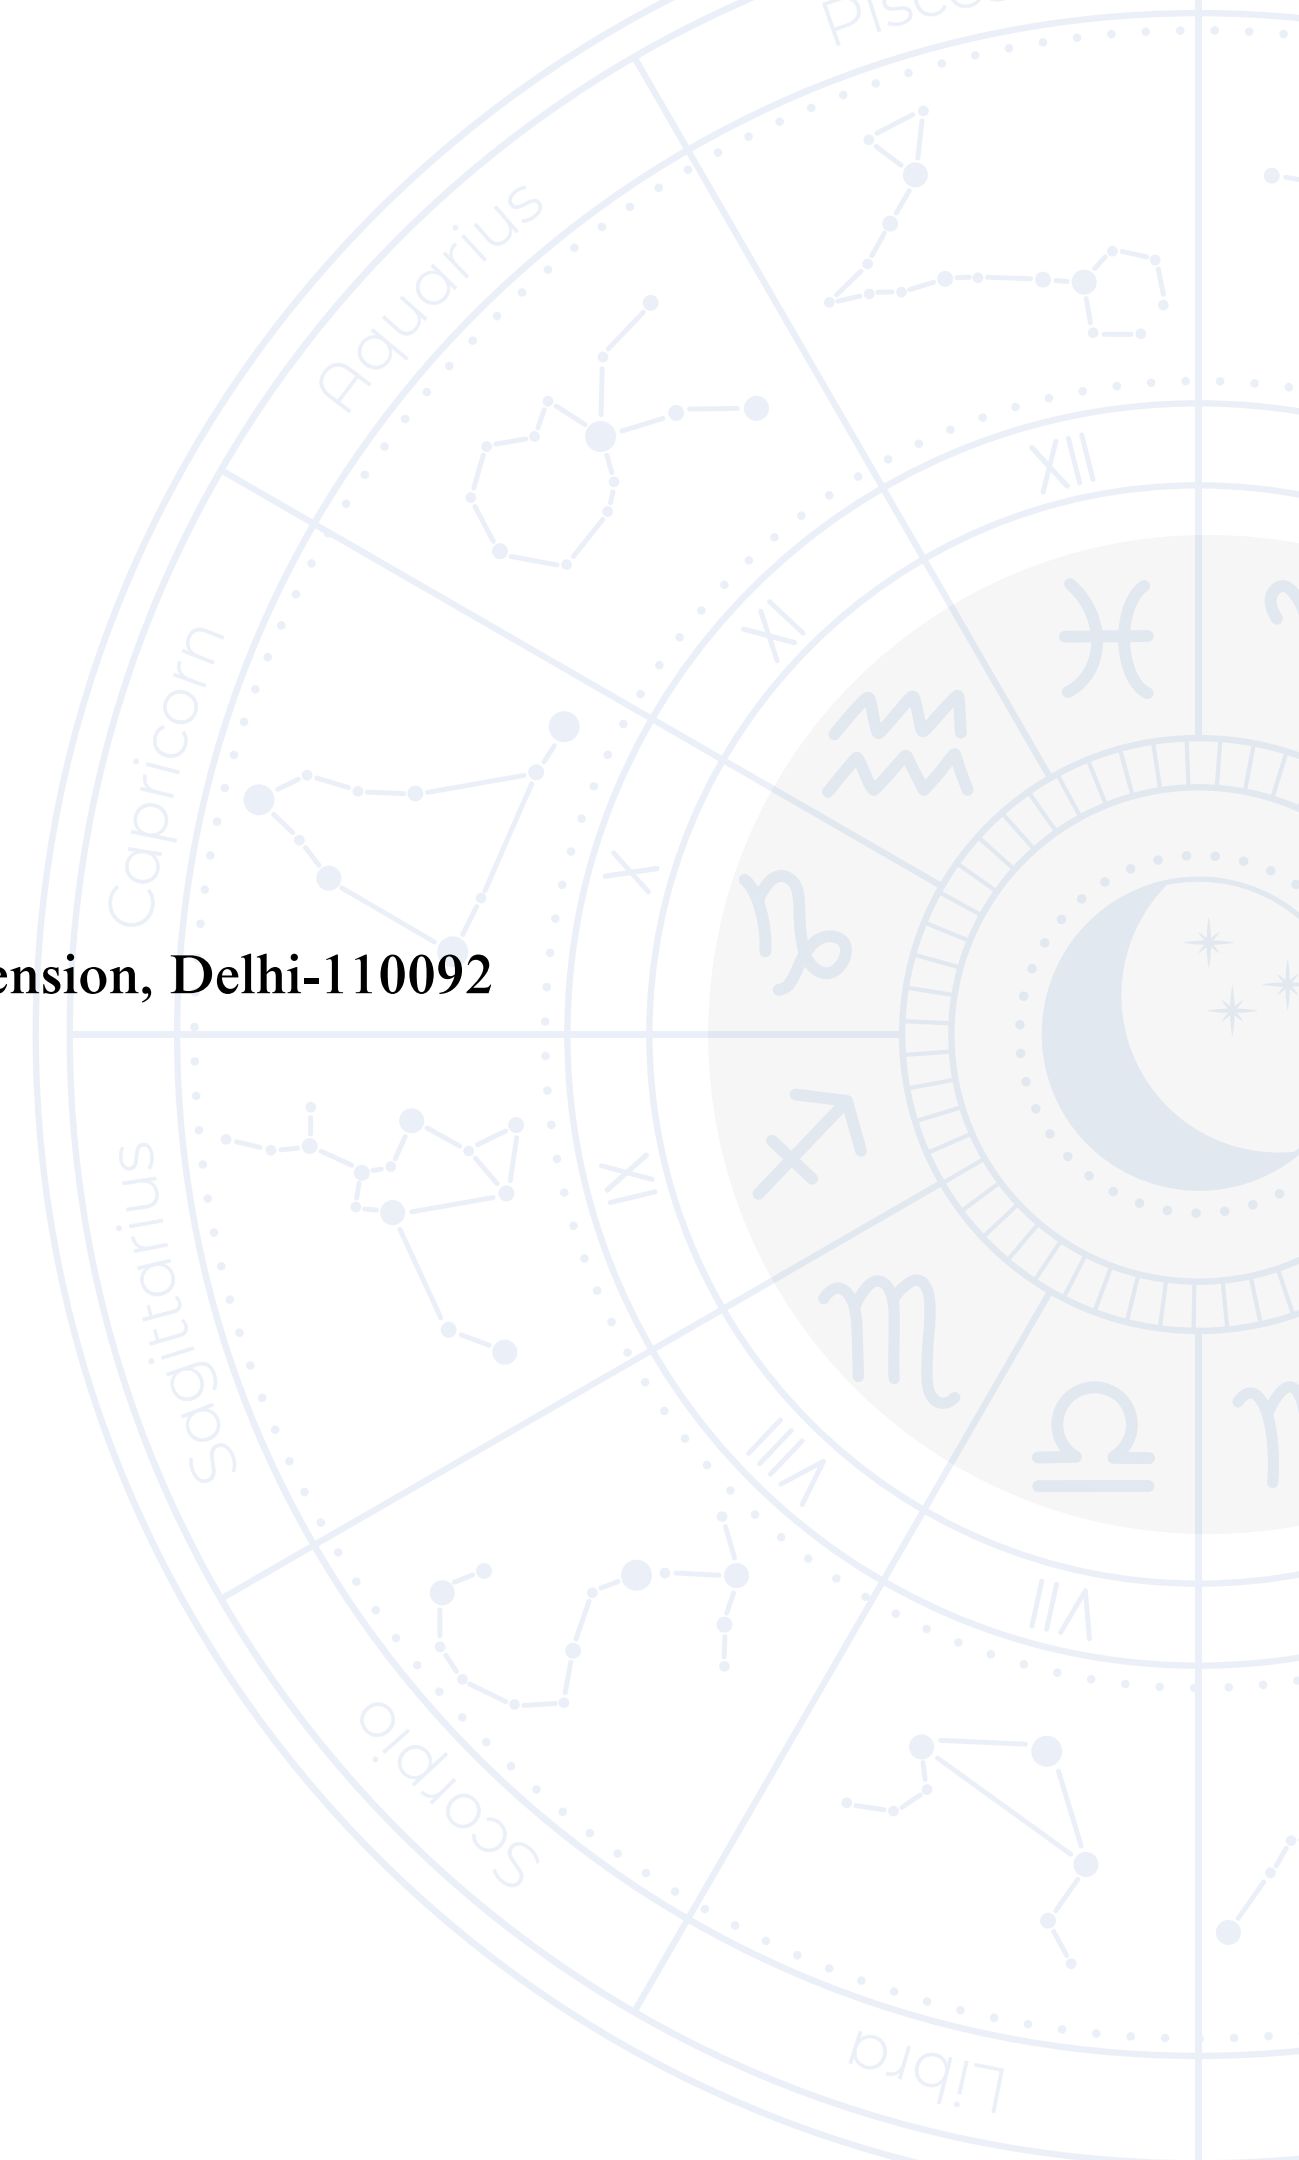 Pisces
Aquarius
XII
XI
Capricorn
X
ension, Delhi-110092
Sagittarius
IX
VIII
Scorpio
VII
Libra